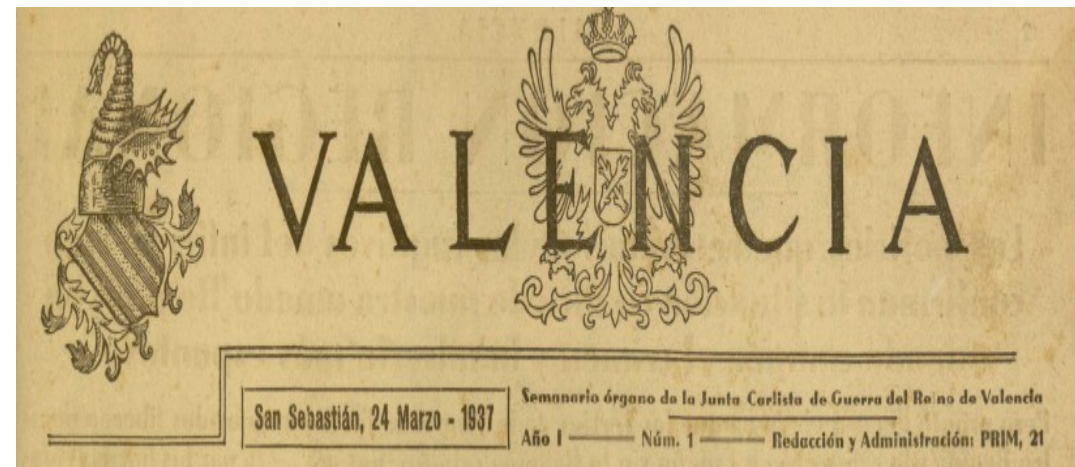 VALENCIA
San Sebastián, 24 Marzo - 1937
Semanario órgano de la Junta Carlista de Guerra del Reino de Valencia
Año I Núm. 1 Redacción y Administración: PRIM, 21